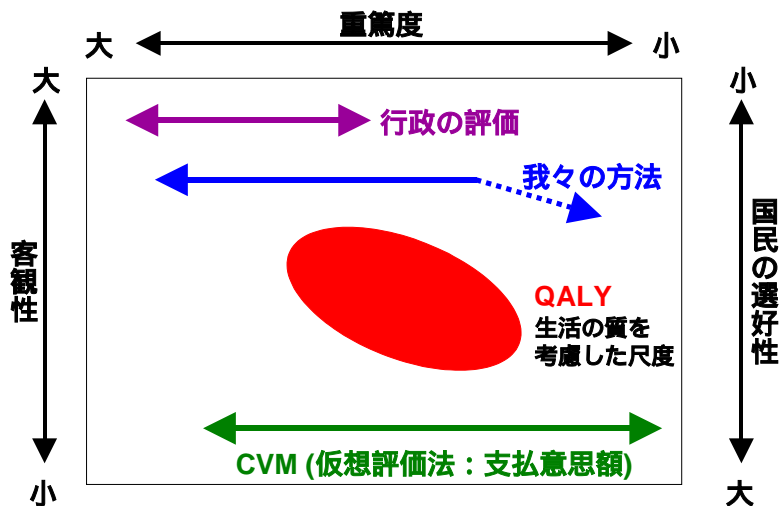 重篤度
大
小
大
小
行政の評価
我々の方法
客観性
国民の選好性
QALY
生活の質を
考慮した尺度
CVM (仮想評価法：支払意思額)
小
大